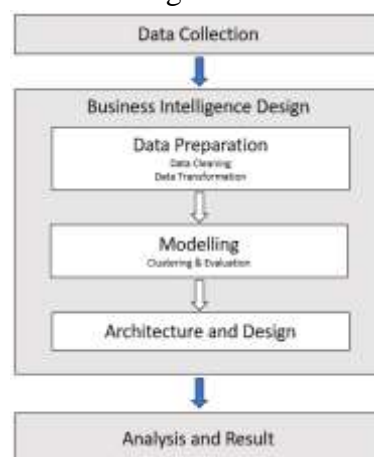 Data Collection
Business Intelligence Design
Data Preparation
Data Cleaning
Data Transformation
Modelling
Clustering & Evaluation
Architecture and Design
Analysis and Result